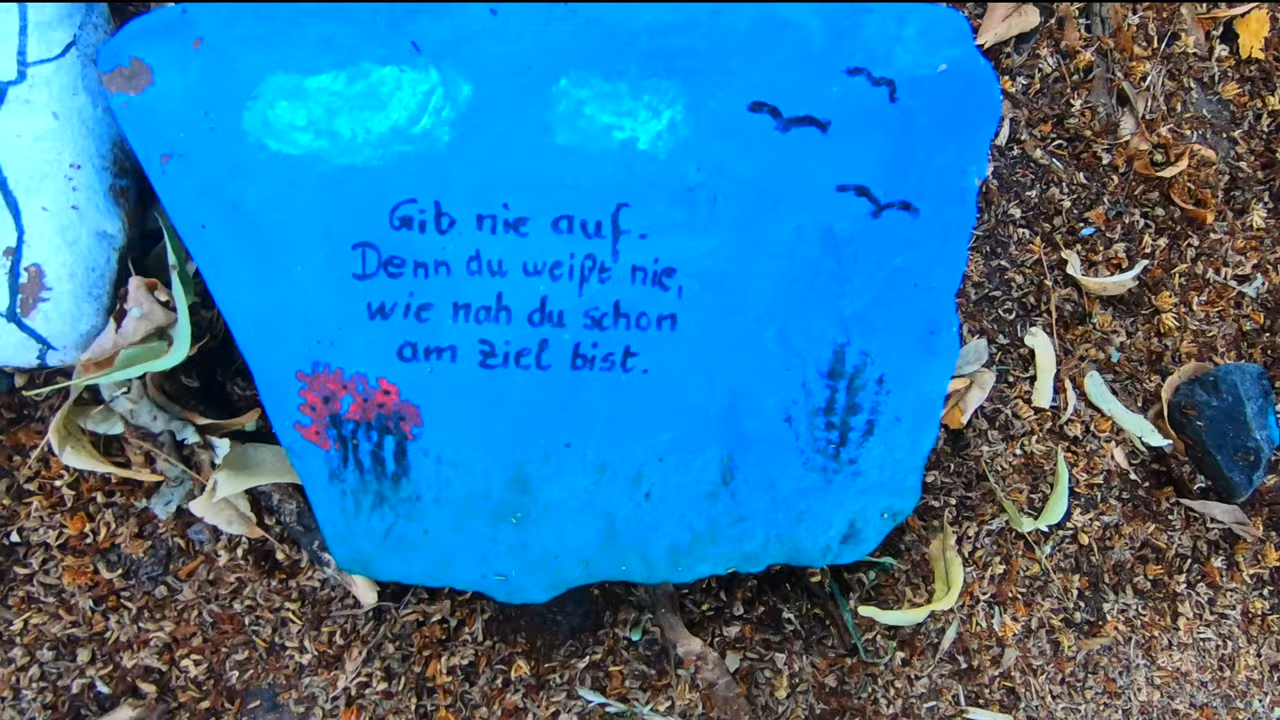 Gib nie auf.
Denn du weißt nie,
wie nah du schon
am Ziel bist.